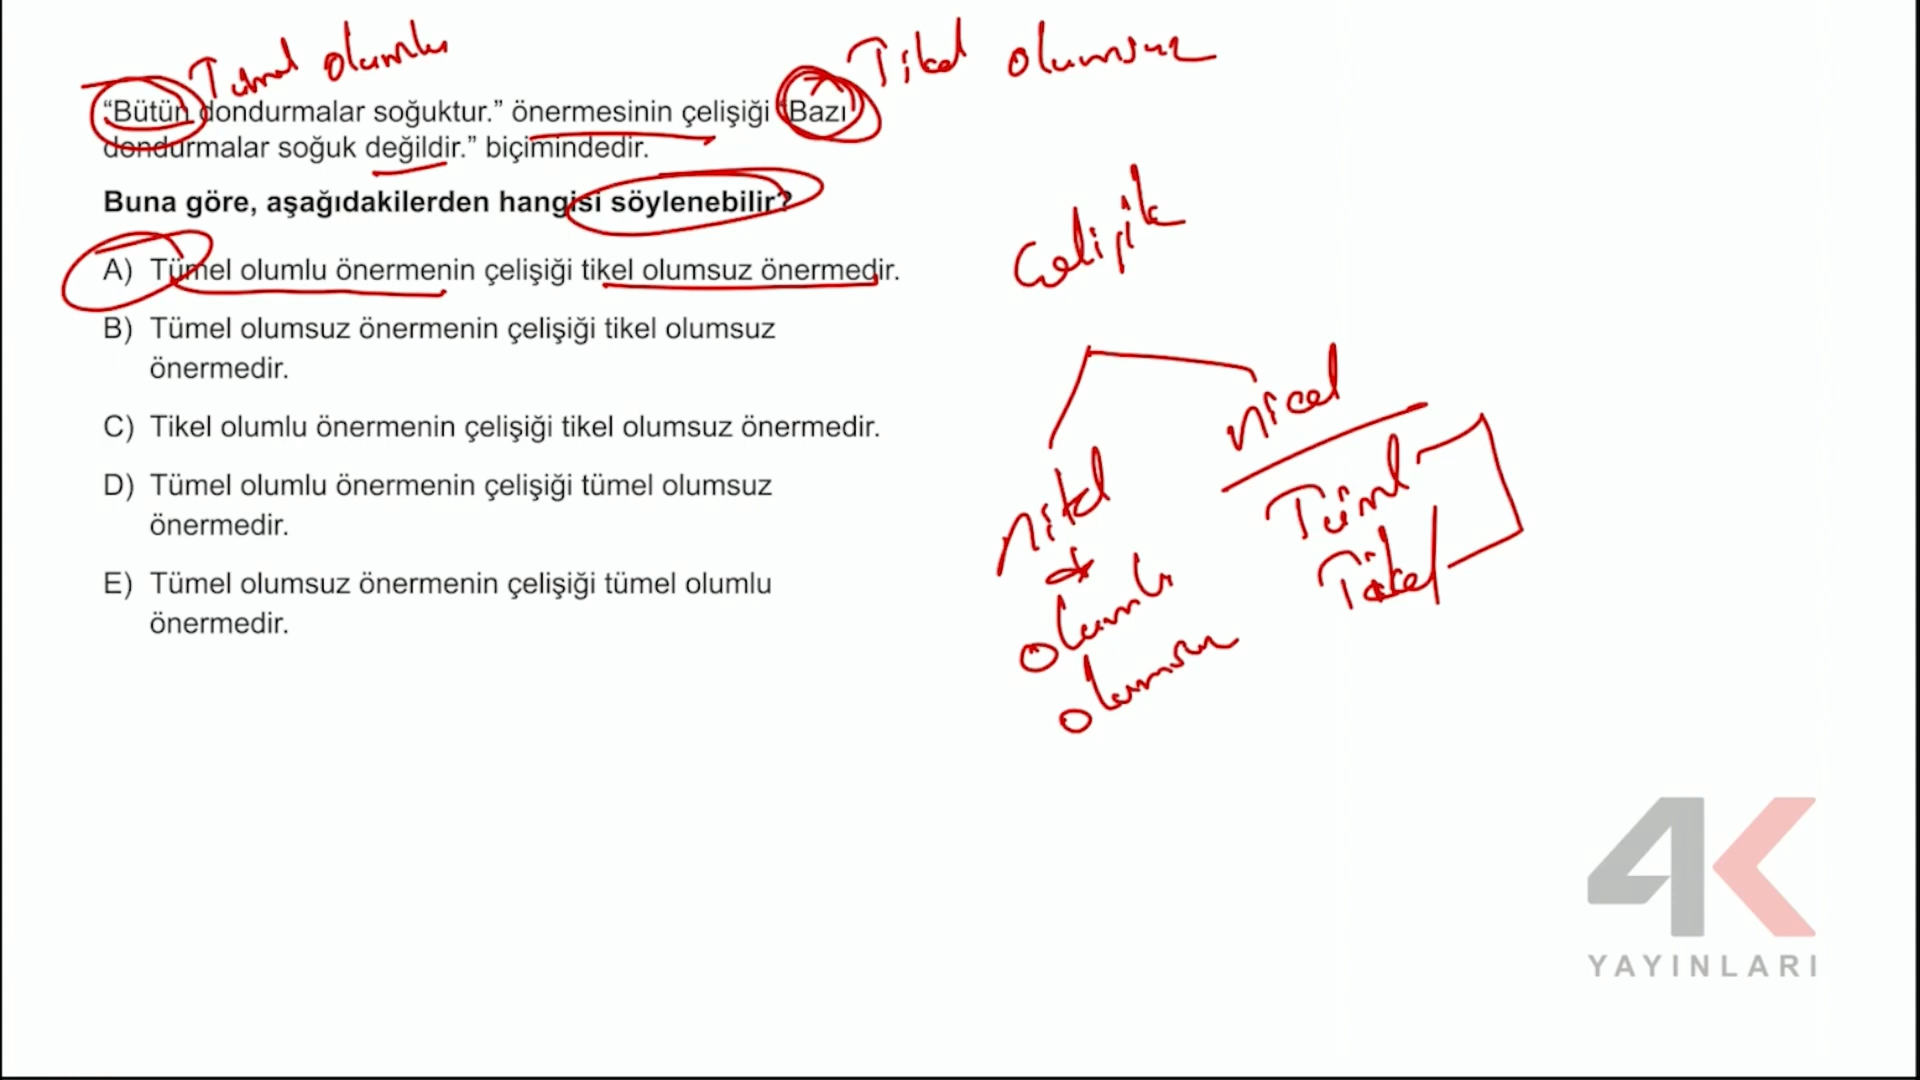 Tümel olumlu
Tikel olumsuz
“Bütün dondurmalar soğuktur.” önermesinin çelişiği “Bazı
dondurmalar soğuk değildir.” biçimindedir.
Buna göre, aşağıdakilerden hangisi söylenebilir?
A) Tümel olumlu önermenin çelişiği tikel olumsuz önermedir.
B) Tümel olumsuz önermenin çelişiği tikel olumsuz
önermedir.
C) Tikel olumlu önermenin çelişiği tikel olumsuz önermedir.
D) Tümel olumlu önermenin çelişiği tümel olumsuz
önermedir.
E) Tümel olumsuz önermenin çelişiği tümel olumlu
önermedir.
Çelişik
nicel
Tümel
Tikel
nitel
olumlu
olumsuz
4K
YAYINLARI